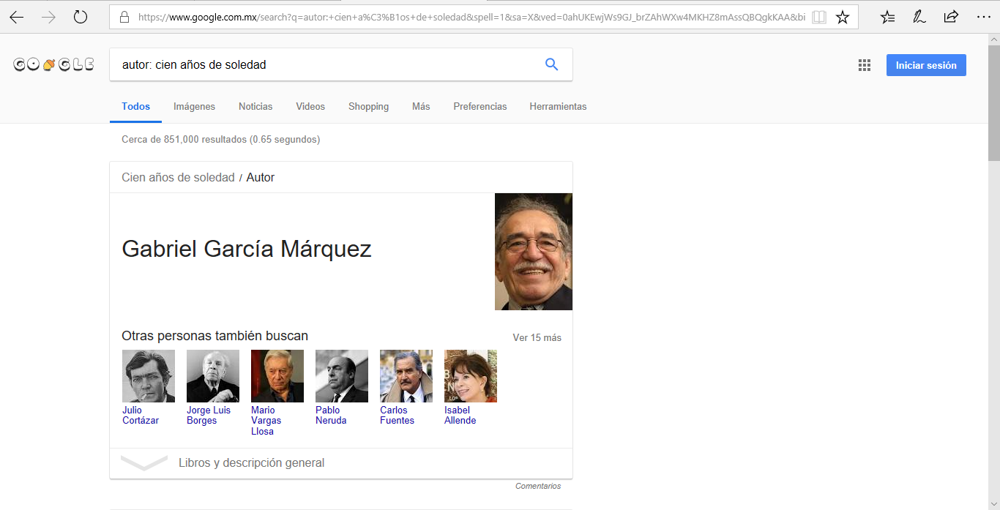 https://www.google.com.mx/search?q=autor:+cien+a%C3%B1os+de+soledad&spell=1&sa=X&ved=0ahUKEwjWs9GJ_brZAhWXw4MKHZ8mAssQBQgkKAA&bi
GOOGLE
autor: cien años de soledad
Iniciar sesión
Todos Imágenes Noticias Videos Shopping Más Preferencias Herramientas
Cerca de 851,000 resultados (0.65 segundos)
Cien años de soledad / Autor
Gabriel García Márquez
Otras personas también buscan
Ver 15 más
Julio
Cortázar
Jorge Luis
Borges
Mario
Vargas
Llosa
Pablo
Neruda
Carlos
Fuentes
Isabel
Allende
Libros y descripción general
Comentarios